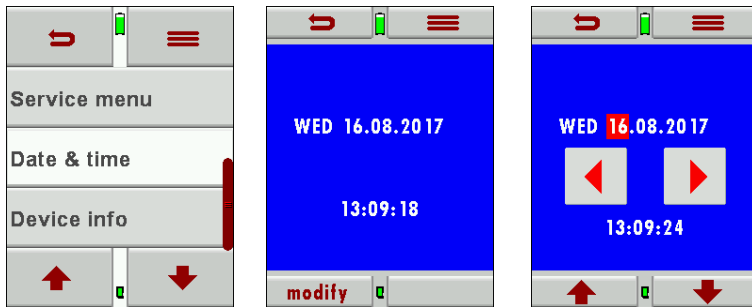 Service menu
Date & time
Device info
WED 16.08.2017
13:09:18
modify
WED 16.08.2017
13:09:24